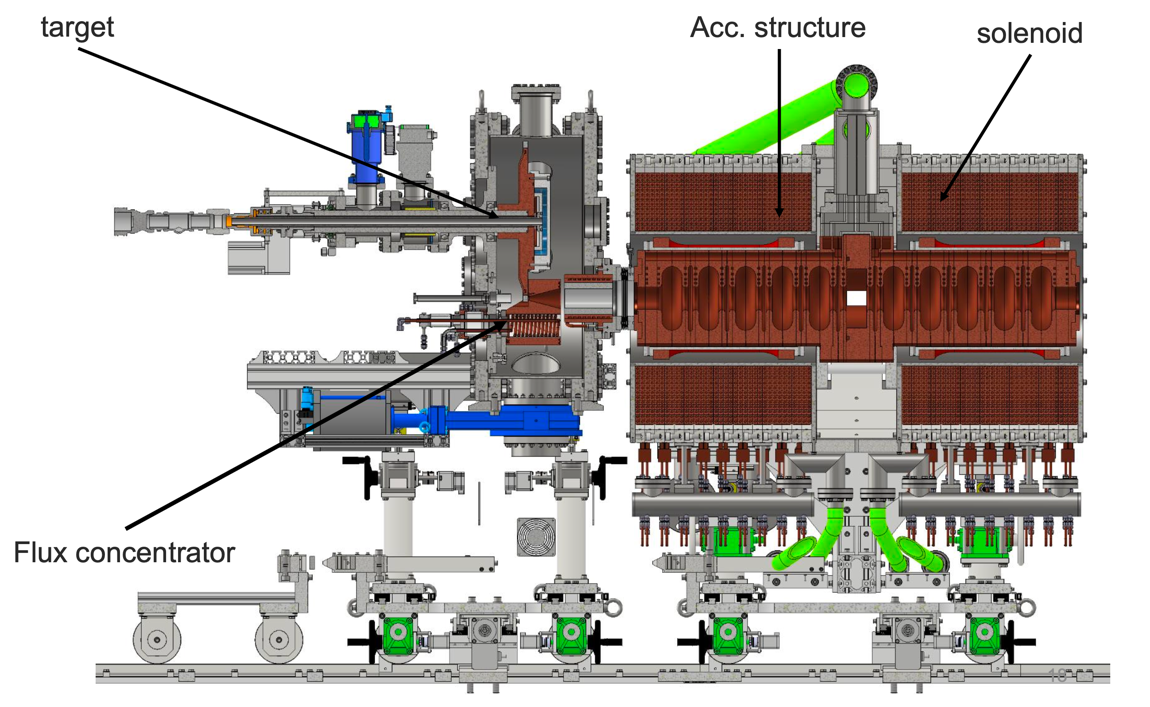 target
Acc. structure
solenoid
Flux concentrator